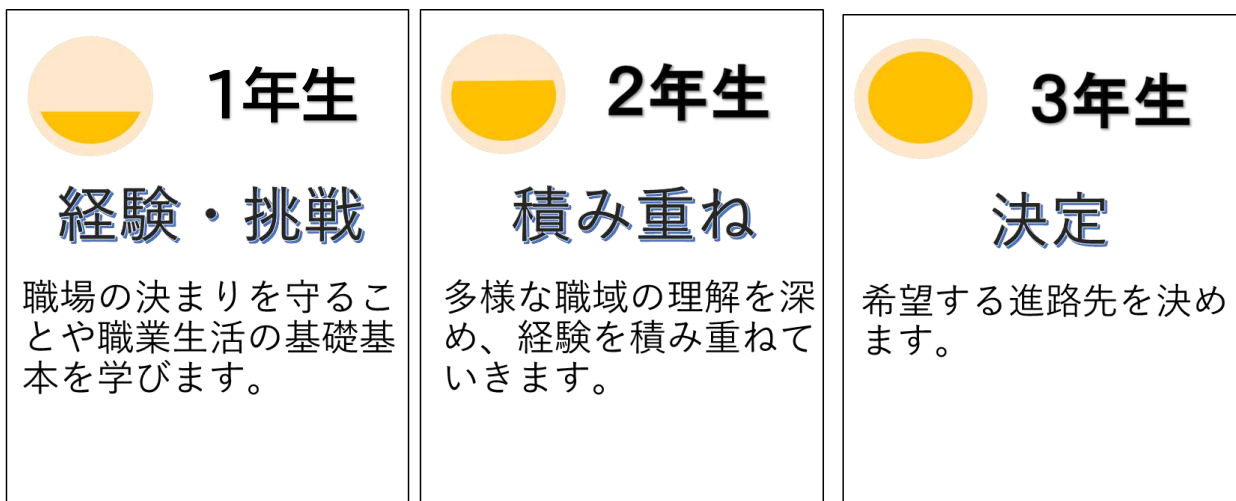 1年生
経験・挑戦
職場の決まりを守るこ
とや職業生活の基礎基
本を学びます。
2年生
積み重ね
多様な職域の理解を深
め、経験を積み重ねて
いきます。
3年生
決定
希望する進路先を決め
ます。